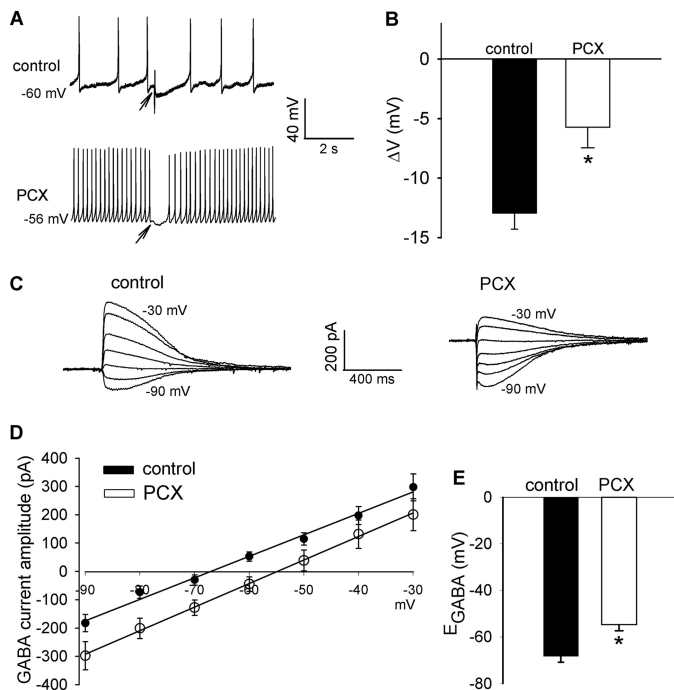 A
control
-60 mV
40 mV
2 s
PCX
-56 mV
B
control PCX
0
-5
-10
-15
ΔV (mV)
*
C
control
-30 mV
-90 mV
200 pA
400 ms
PCX
-30 mV
-90 mV
D
GABA current amplitude (pA)
400
300
200
100
0
-100
-200
-300
-400
control
PCX
-90 -80 -70 -60 -50 -40 -30
mV
E
control PCX
0
-20
-40
-60
-80
EGABA (mV)
*